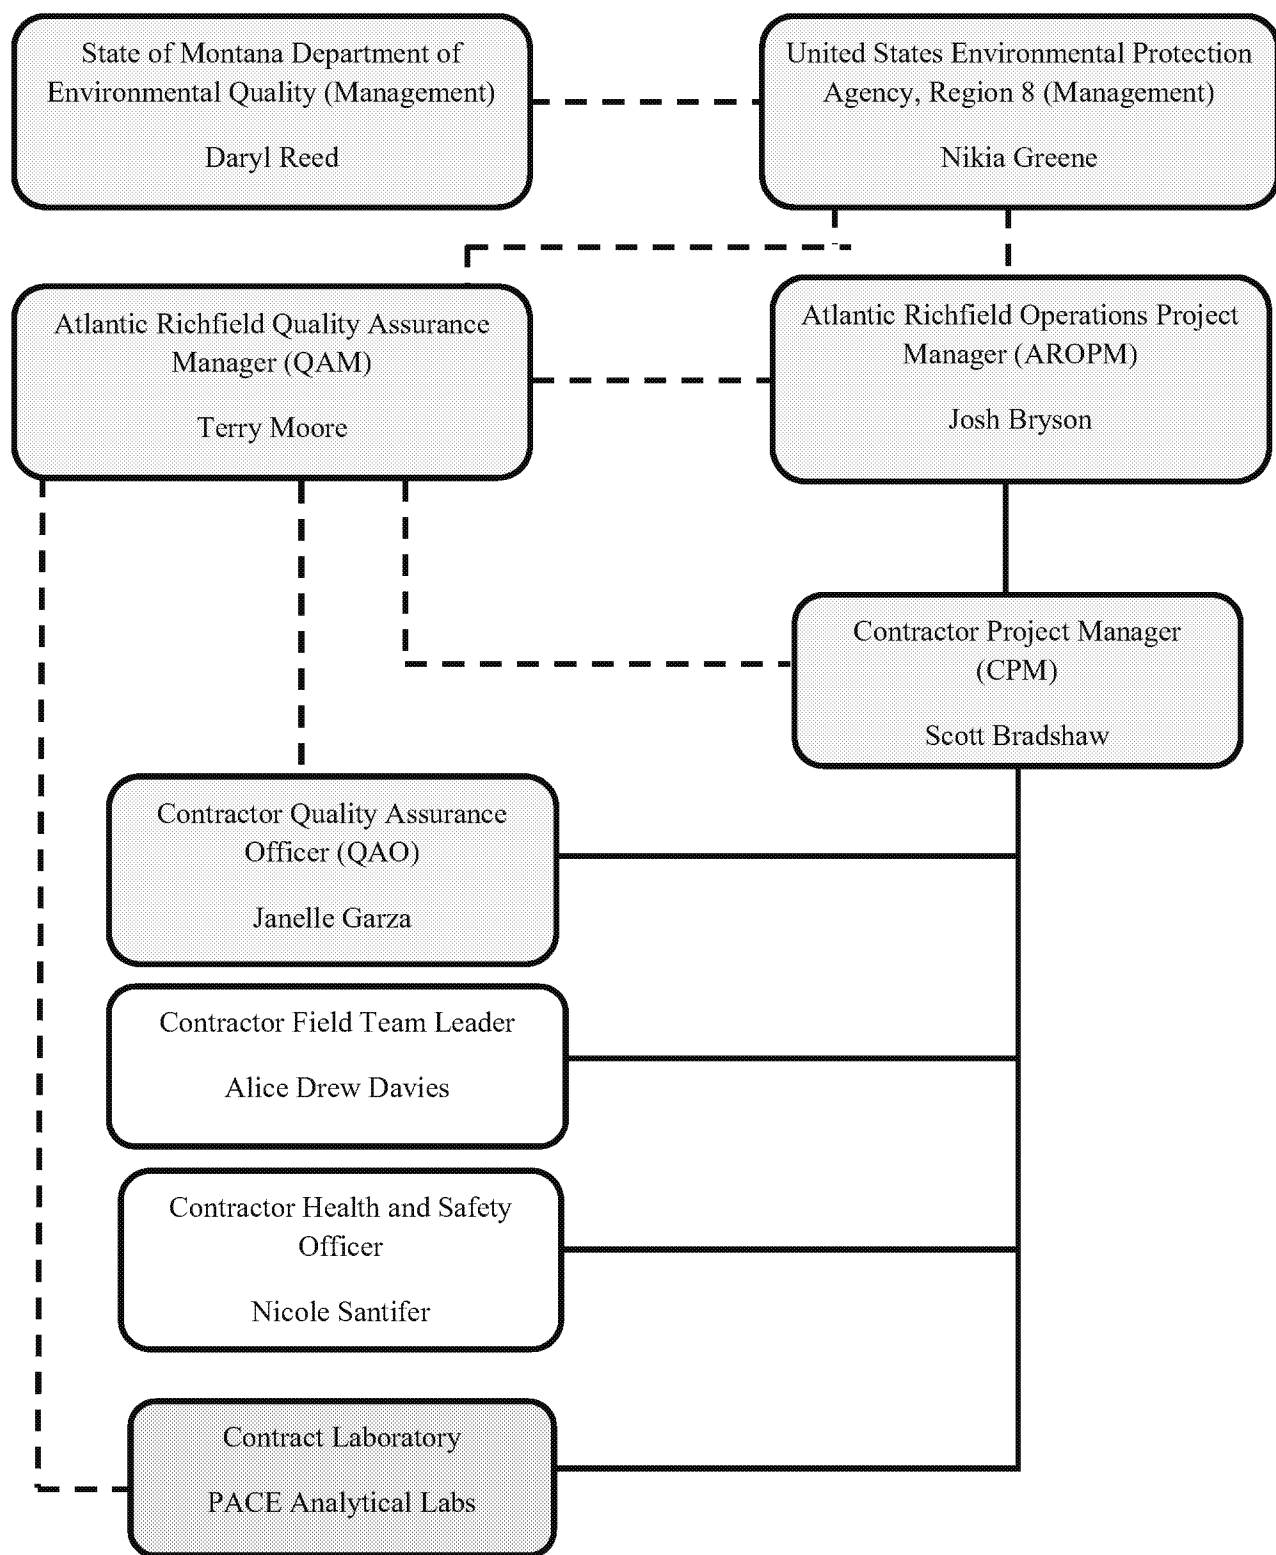 State of Montana Department of
Environmental Quality (Management)
Daryl Reed
United States Environmental Protection
Agency, Region 8 (Management)
Nikia Greene
Atlantic Richfield Quality Assurance
Manager (QAM)
Terry Moore
Atlantic Richfield Operations Project
Manager (AROPM)
Josh Bryson
Contractor Project Manager
(CPM)
Scott Bradshaw
Contractor Quality Assurance
Officer (QAO)
Janelle Garza
Contractor Field Team Leader
Alice Drew Davies
Contractor Health and Safety
Officer
Nicole Santifer
Contract Laboratory
PACE Analytical Labs